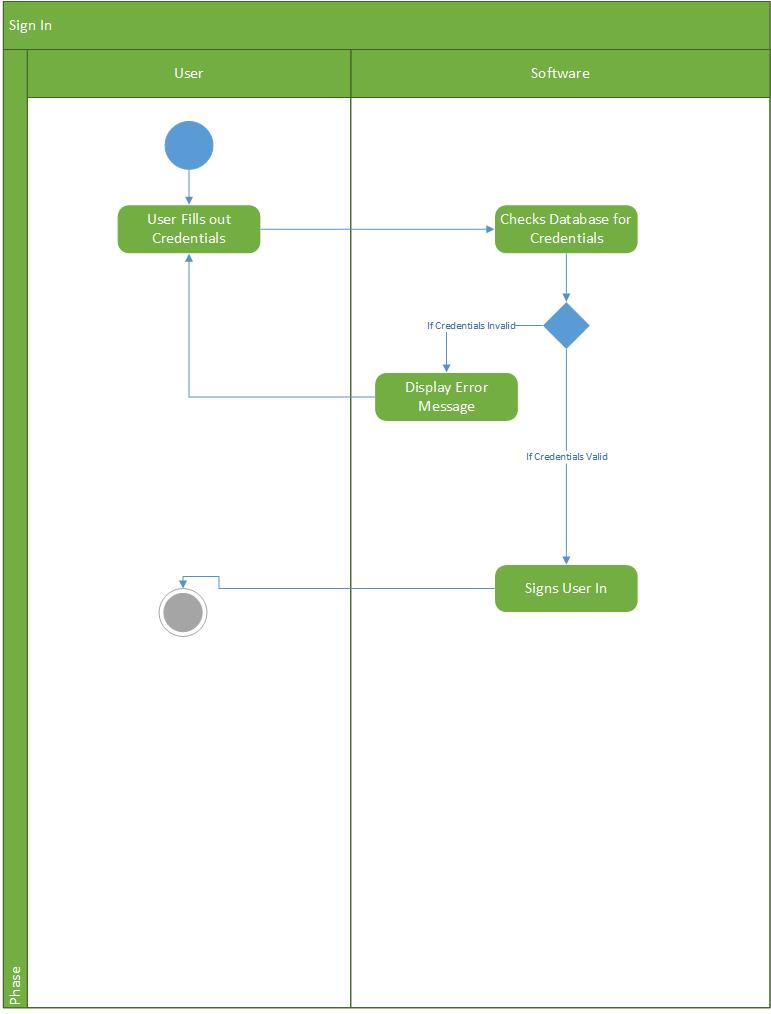 Sign In
User
Software
User Fills out
Credentials
Checks Database for
Credentials
If Credentials Invalid
Display Error
Message
If Credentials Valid
Signs User In
Phase